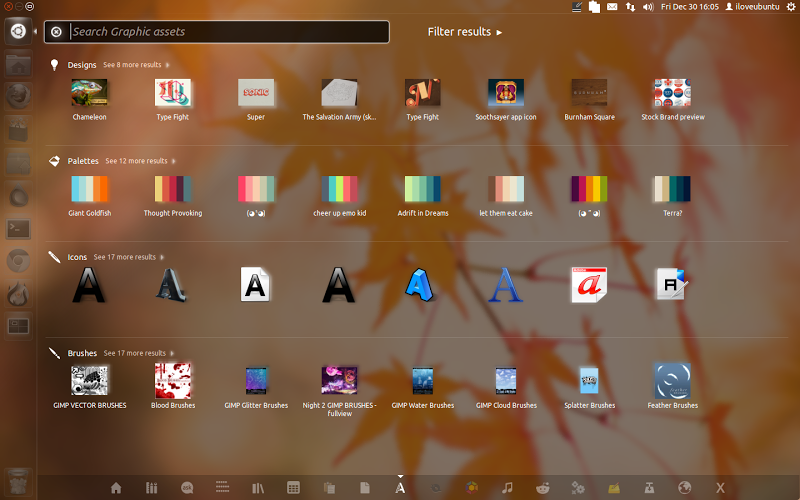 Fri Dec 30 16:05 iloveubuntu
Search Graphic assets
Filter results ▸
Designs See 8 more results
Chameleon Type Fight Super The Salvation Army (sk... Type Fight Soothsayer app icon Burnham Square Stock Brand preview
Palettes See 12 more results
Giant Goldfish Thought Provoking (◕〝◕) cheer up emo kid Adrift in Dreams let them eat cake (◕ ˝ ◕) Terra?
Icons See 17 more results
Brushes See 17 more results
GIMP VECTOR BRUSHES Blood Brushes GIMP Glitter Brushes Night 2 GIMP BRUSHES - GIMP Water Brushes GIMP Cloud Brushes Splatter Brushes Feather Brushes
fullview